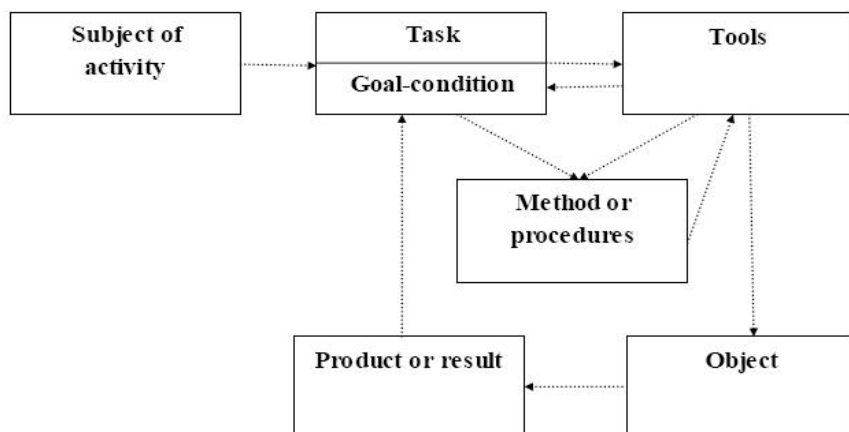 Subject of
activity
Task
Goal-condition
Tools
Method or
procedures
Product or result
Object